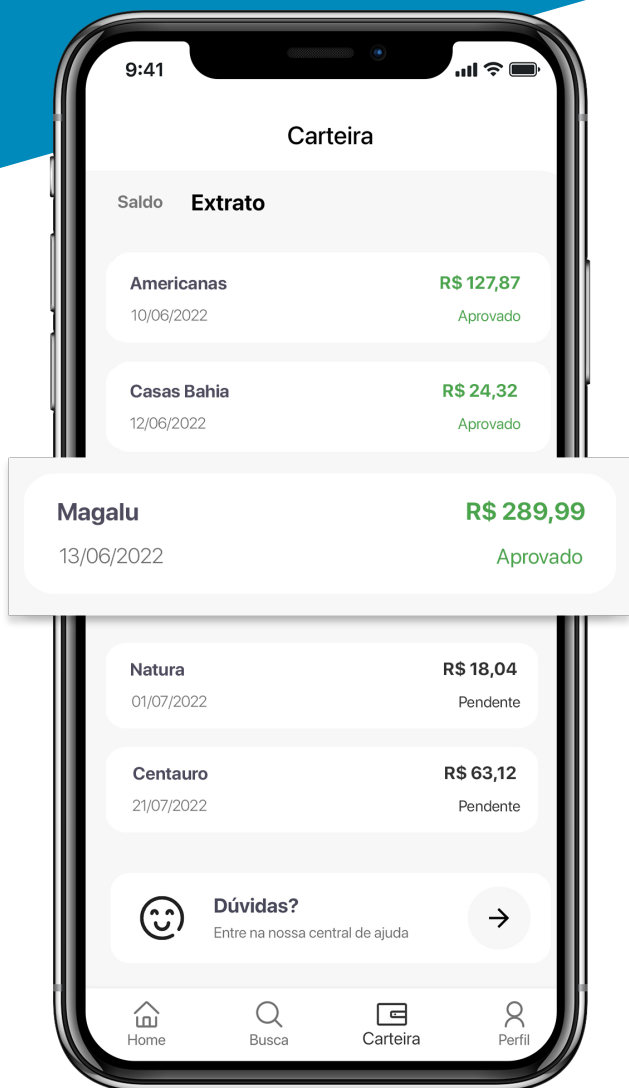 9:41
Carteira
Saldo Extrato
Americanas R$ 127,87
10/06/2022 Aprovado
Casas Bahia R$ 24,32
12/06/2022 Aprovado
Magalu R$ 289,99
13/06/2022 Aprovado
Natura R$ 18,04
01/07/2022 Pendente
Centauro R$ 63,12
21/07/2022 Pendente
Dúvidas?
Entre na nossa central de ajuda
Home Busca Carteira Perfil